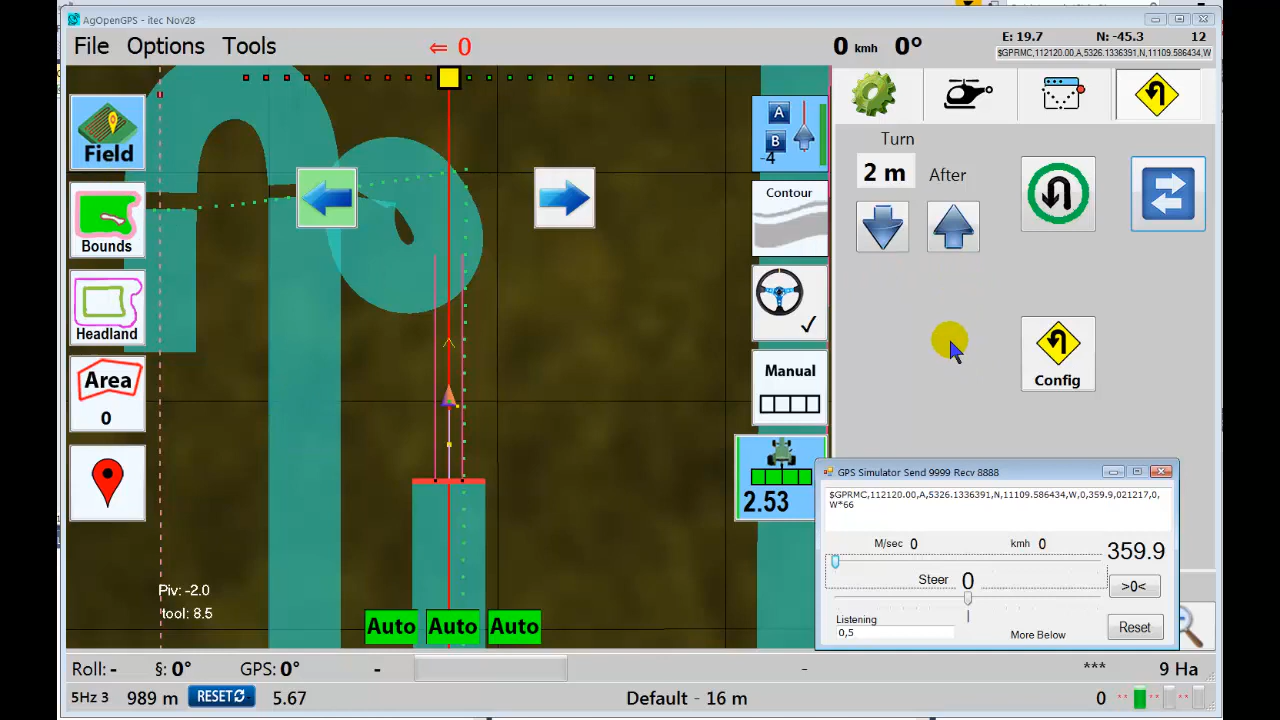 AgOpenGPS - itec Nov28
File Options Tools
⇐ 0
0 kmh 0°
E: 19.7 N: -45.3 12
$GPRMC,112120.00,A,5326.1336391,N,11109.586434,W
Field
Bounds
Headland
Area
0
A
B
-4
Contour
Manual
2.53
Turn
2 m After
Config
GPS Simulator Send 9999 Recv 8888
$GPRMC,112120.00,A,5326.1336391,N,11109.586434,W,0,359.9,021217,0,
W*66
M/sec 0 kmh 0
359.9
Steer 0
>0<
Listening
0,5
More Below
Reset
Piv: -2.0
tool: 8.5
Auto Auto Auto
Roll: - §: 0° GPS: 0° - - *** 9 Ha
5Hz 3 989 m RESET 5.67 Default - 16 m 0